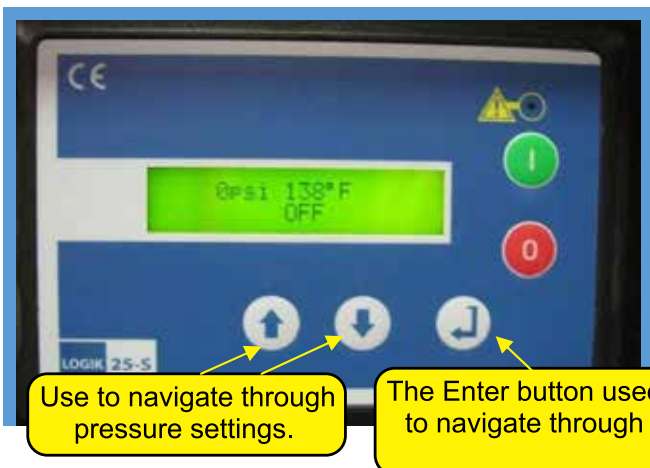 CE
I
0psi 138°F
OFF
0
LOGIK 25-S
Use to navigate through
pressure settings.
The Enter button used
to navigate through